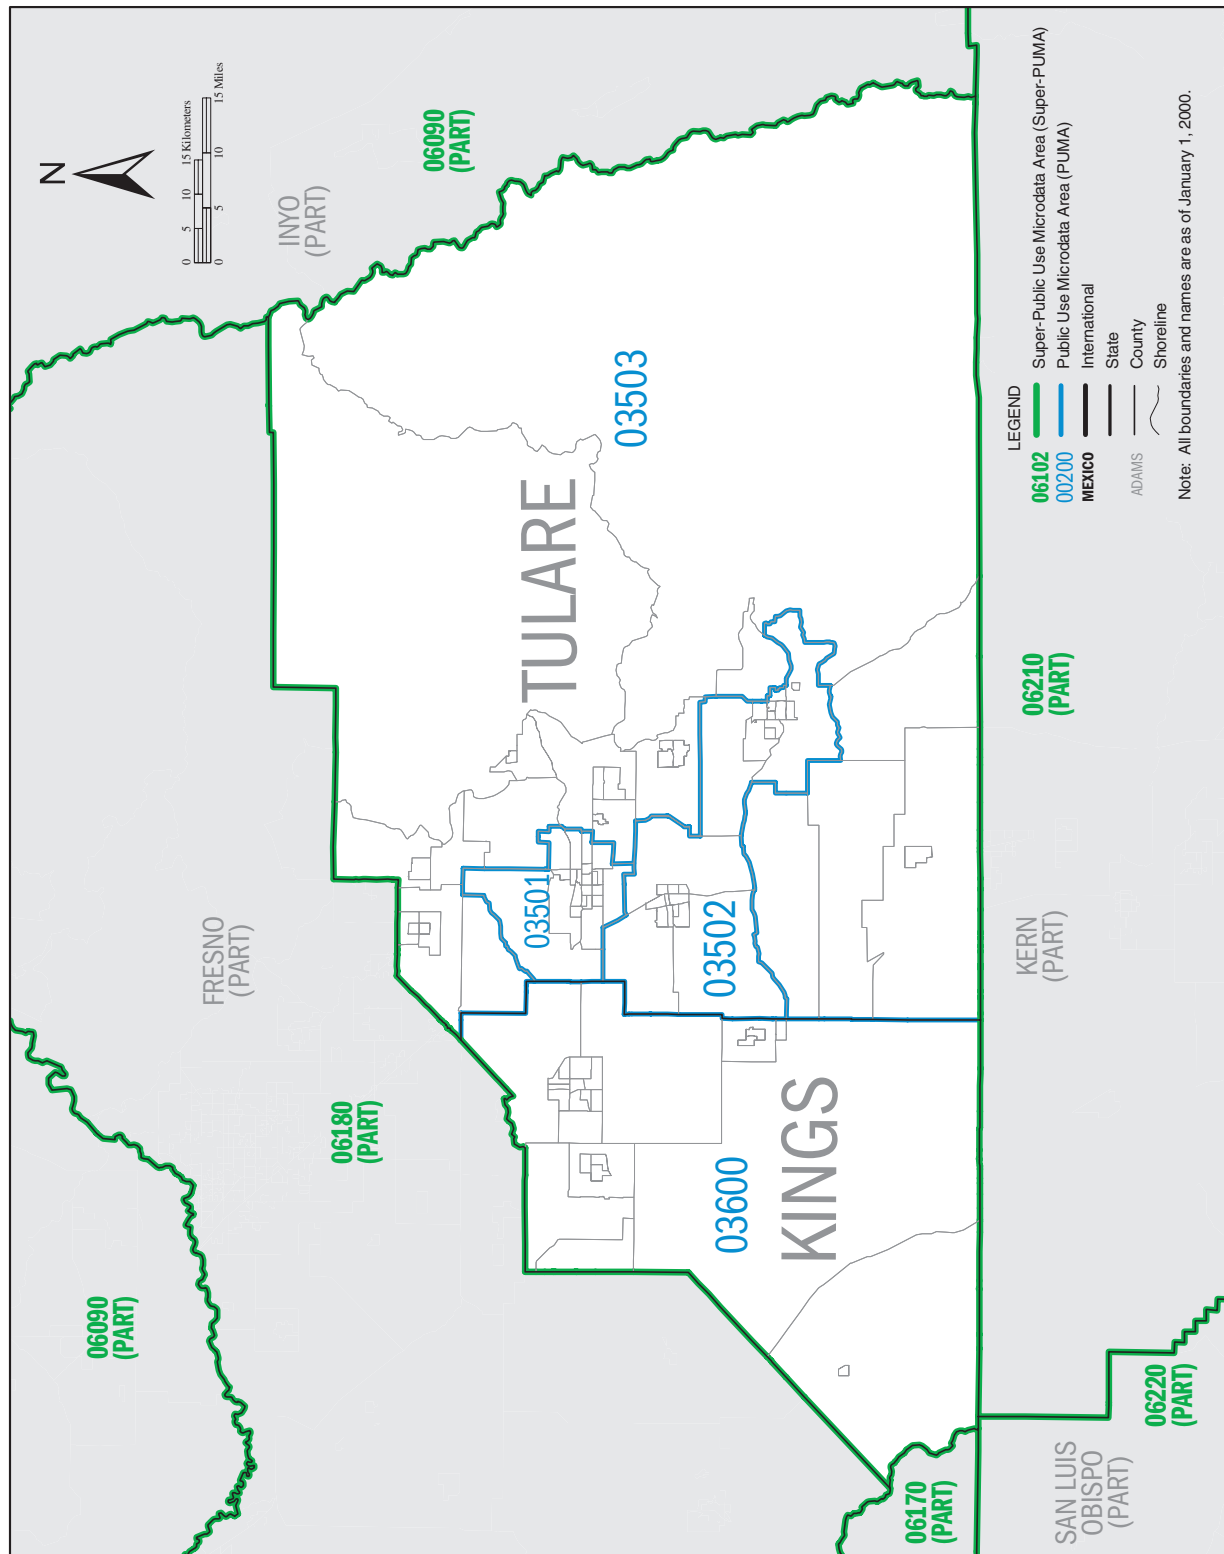 N
0 5 10 15 Kilometers
0 5 10 15 Miles
06090
(PART)
INYO
(PART)
FRESNO
(PART)
06090
(PART)
06180
(PART)
TULARE
03503
03501
03502
03600
KINGS
06210
(PART)
KERN
(PART)
06170
(PART)
SAN LUIS
OBISPO
(PART)
06220
(PART)
LEGEND
06102 Super-Public Use Microdata Area (Super-PUMA)
00200 Public Use Microdata Area (PUMA)
MEXICO International
State
ADAMS County
Shoreline
Note: All boundaries and names are as of January 1, 2000.